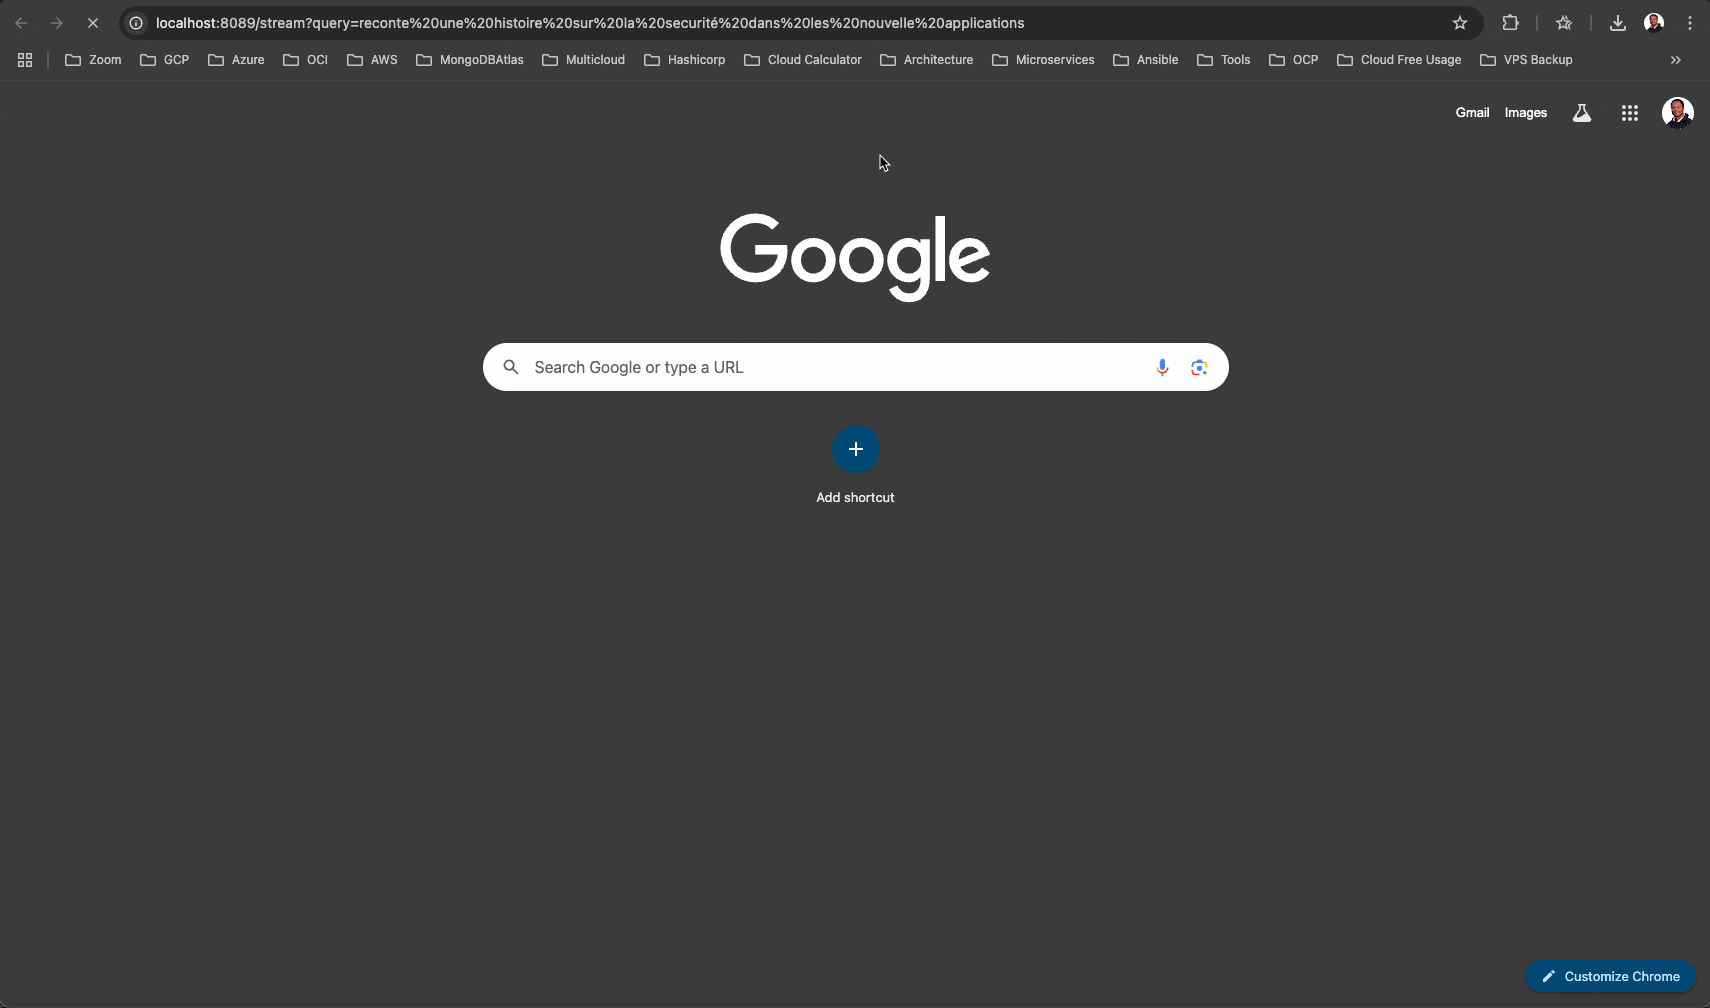 localhost:8089/stream?query=reconte%20une%20histoire%20sur%20la%20securité%20dans%20les%20nouvelle%20applications
Zoom GCP Azure OCI AWS MongoDBAtlas Multicloud Hashicorp Cloud Calculator Architecture Microservices Ansible Tools OCP Cloud Free Usage VPS Backup
Gmail Images
Google
Search Google or type a URL
Add shortcut
Customize Chrome